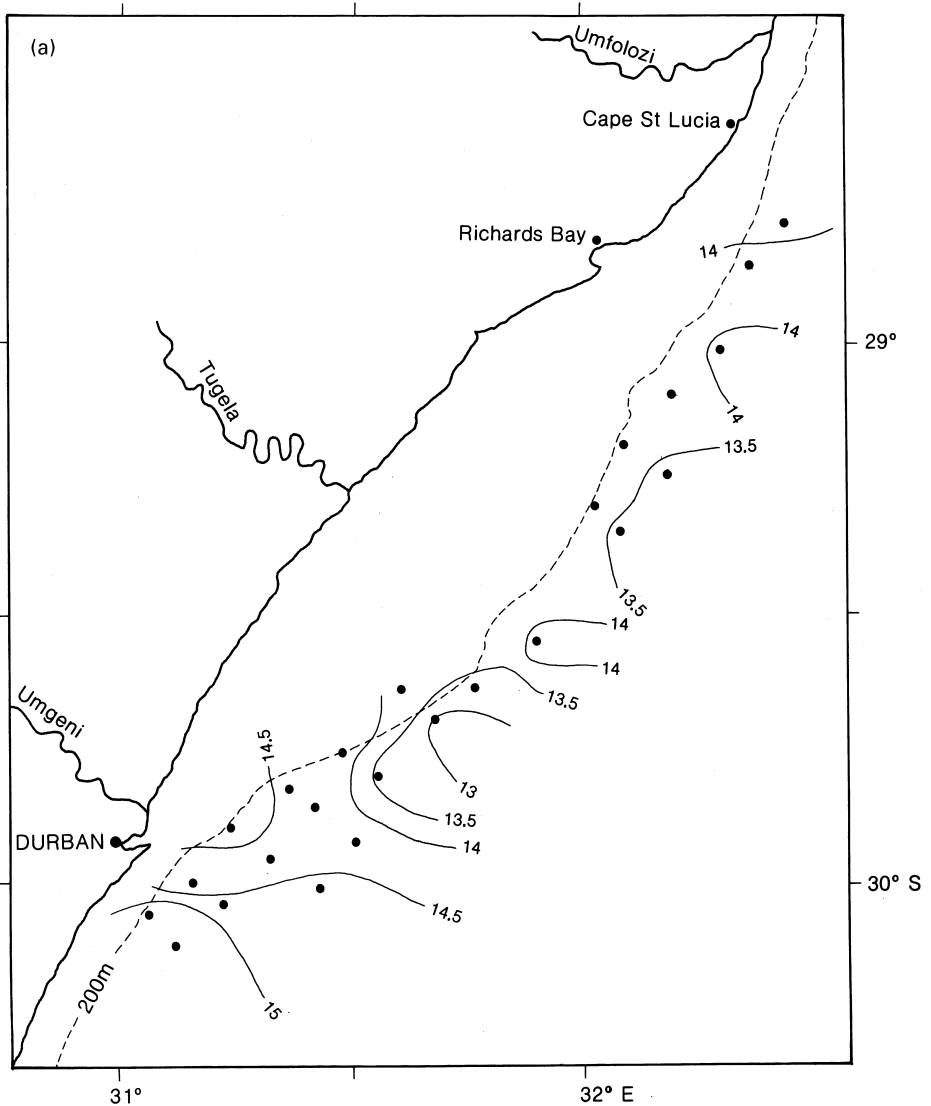 (a)
Umfolozi
Cape St Lucia
Richards Bay
14
14
29°
Tugela
14
13.5
13.5
14
14
Umgeni
13.5
14.5
13
13.5
DURBAN
14
30° S
14.5
200m
15
31°
32° E